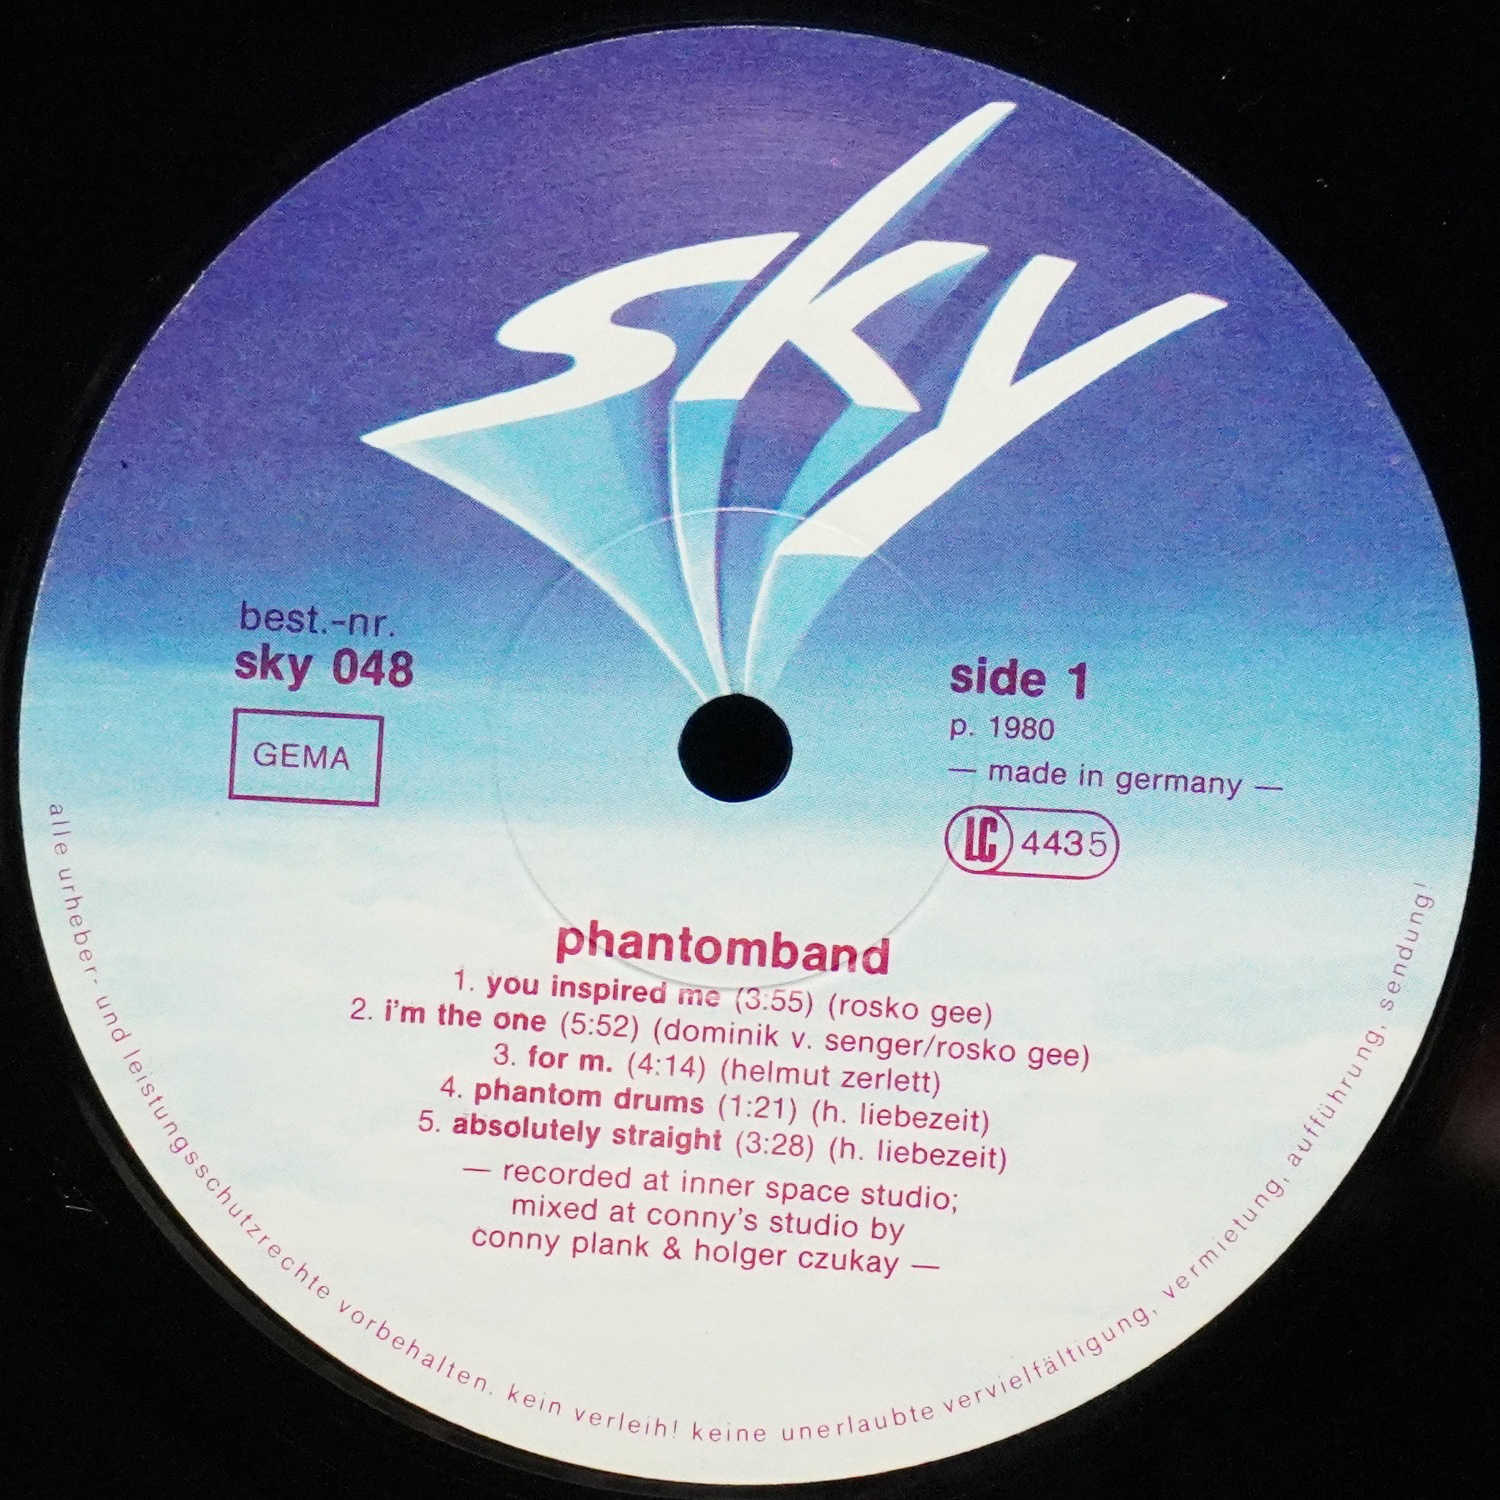 sky
best.-nr.
sky 048
GEMA
side 1
p. 1980
— made in germany —
LC 4435
phantomband
1. you inspired me (3:55) (rosko gee)
2. i'm the one (5:52) (dominik v. senger/rosko gee)
3. for m. (4:14) (helmut zerlett)
4. phantom drums (1:21) (h. liebezeit)
5. absolutely straight (3:28) (h. liebezeit)
— recorded at inner space studio;
mixed at conny's studio by
conny plank & holger czukay —
alle urheber- und leistungsschutzrechte vorbehalten. kein verleih! keine unerlaubte vervielfältigung, vermietung, aufführung, sendung!